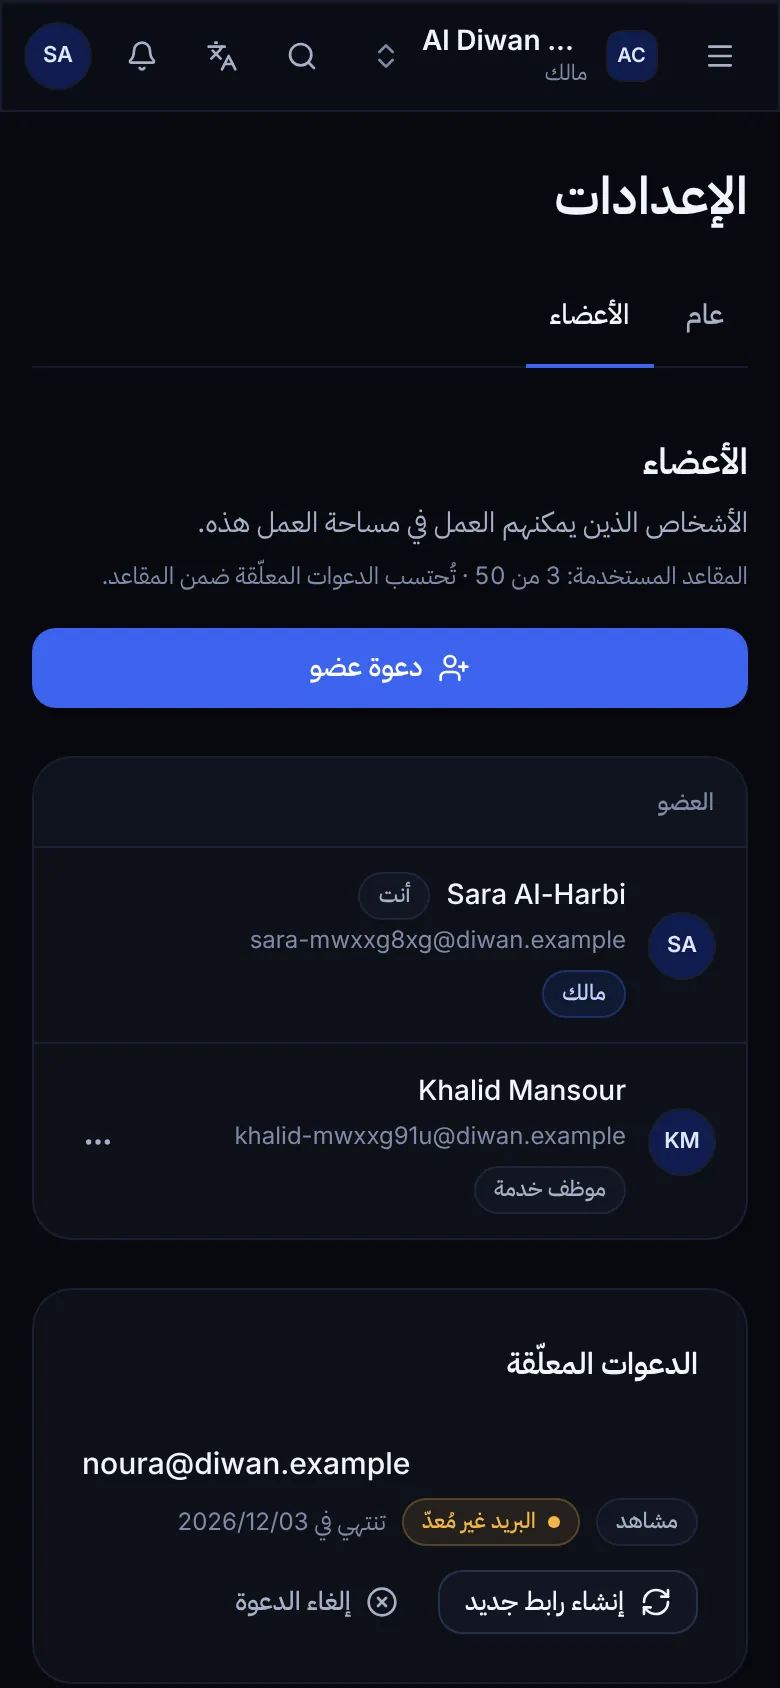 AC
Al Diwan ...
مالك
SA
الإعدادات
عام
الأعضاء
الأعضاء
الأشخاص الذين يمكنهم العمل في مساحة العمل هذه.
المقاعد المستخدمة: 3 من 50 · تُحتسب الدعوات المعلّقة ضمن المقاعد.
دعوة عضو
العضو
SA
Sara Al-Harbi أنت
sara-mwxxg8xg@diwan.example
مالك
KM
Khalid Mansour
khalid-mwxxg91u@diwan.example
موظف خدمة
الدعوات المعلّقة
noura@diwan.example
مشاهد البريد غير مُعدّ تنتهي في 2026/12/03
إنشاء رابط جديد إلغاء الدعوة